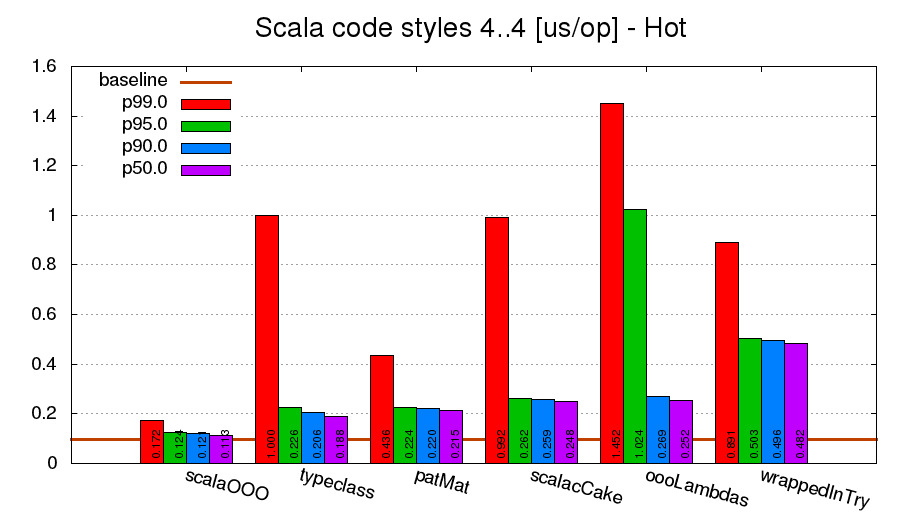 Scala code styles 4..4 [us/op] - Hot
1.6
1.4
1.2
1
0.8
0.6
0.4
0.2
0
baseline
p99.0
p95.0
p90.0
p50.0
0.172
0.124
0.121
0.113
1.000
0.226
0.206
0.188
0.436
0.224
0.220
0.215
0.992
0.262
0.259
0.248
1.452
1.024
0.269
0.252
0.891
0.503
0.496
0.482
scalaOOO
typeclass
patMat
scalacCake
oooLambdas
wrappedInTry